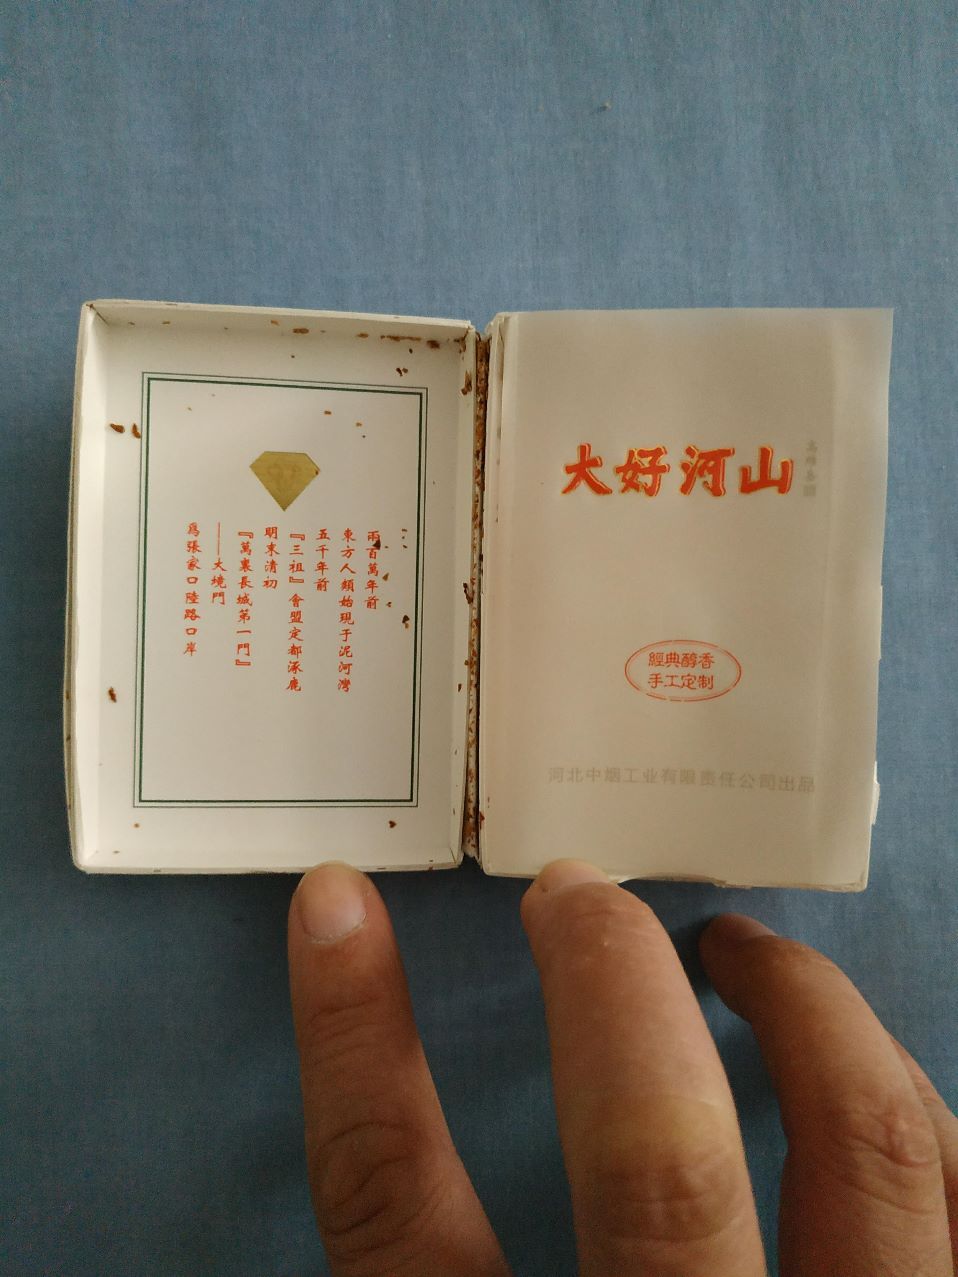 兩百萬年前
東方人類始現于泥河灣
五千年前
『三祖』會盟定都涿鹿
明末清初
『萬裏長城第一門』
——大境門
爲張家口陸路口岸
大好河山
經典醇香
手工定制
河北中烟工业有限责任公司出品